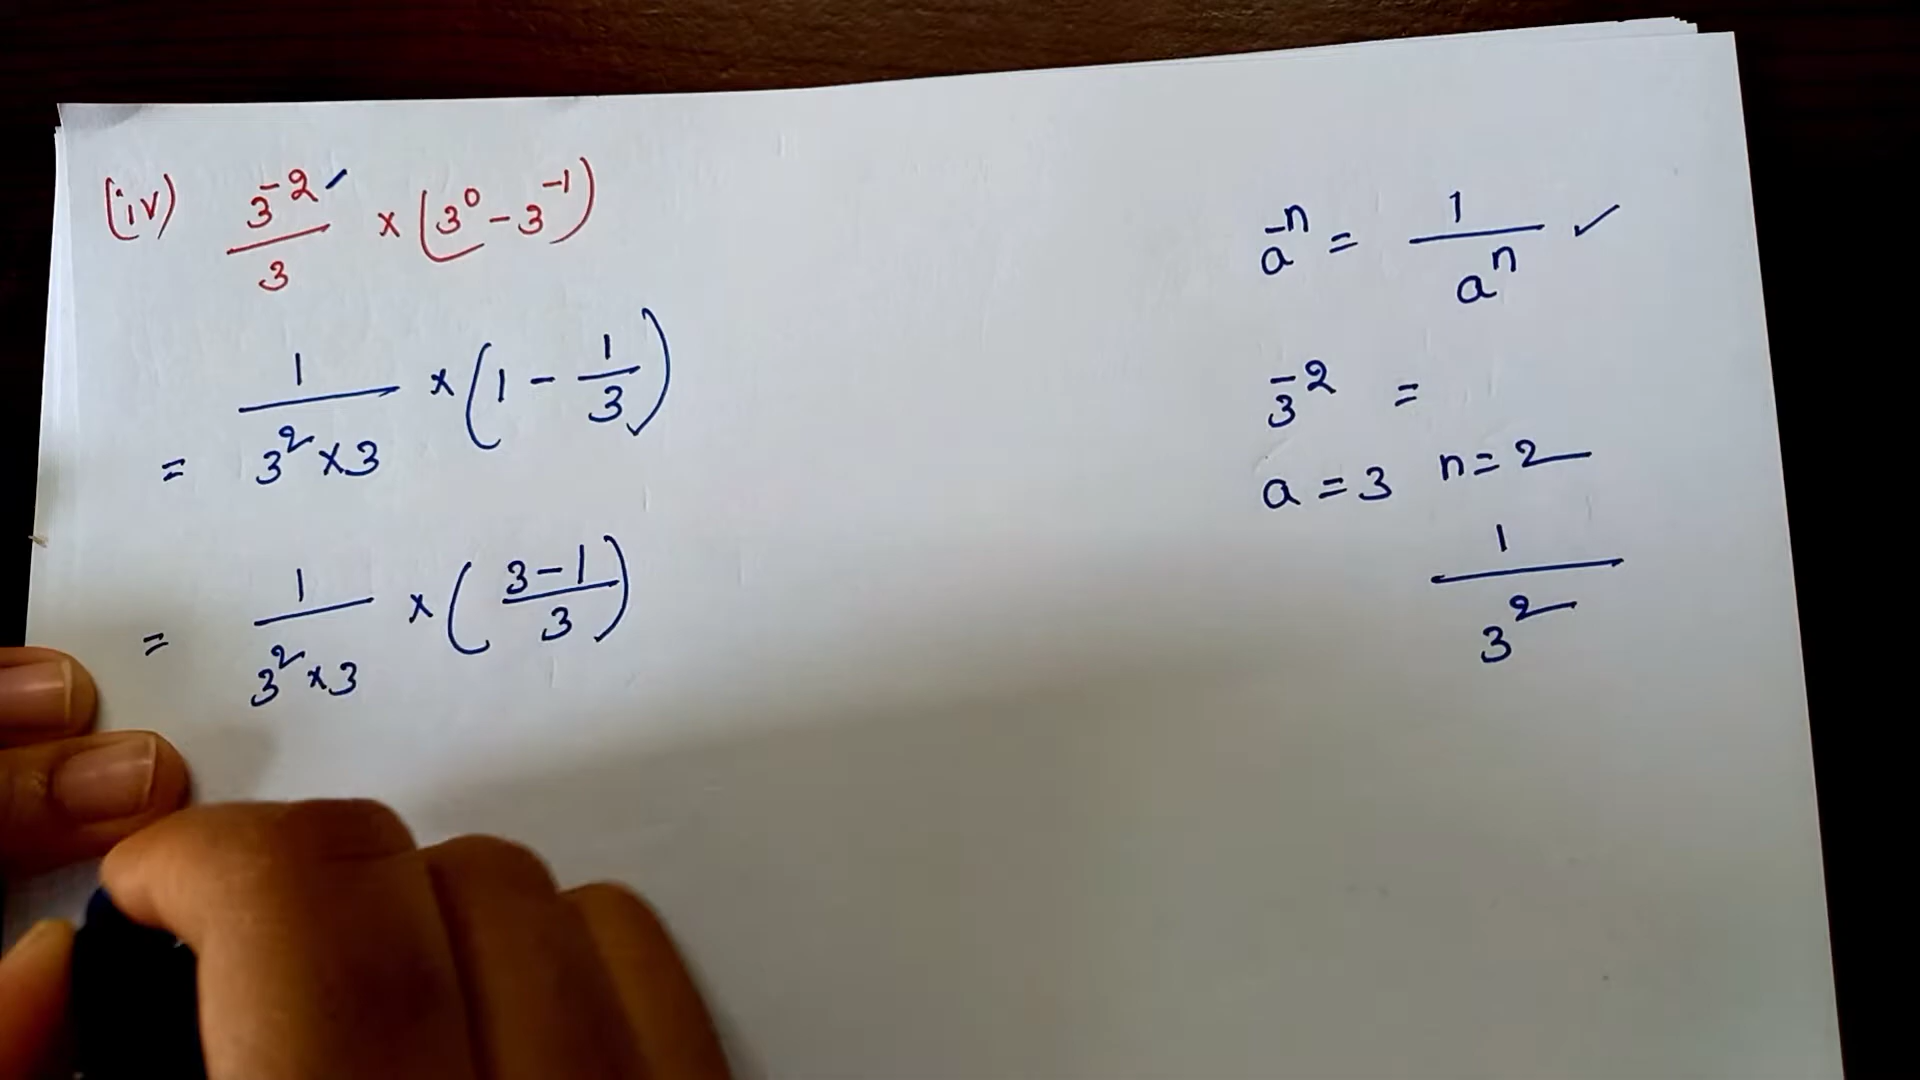 (iv) 3^-2 / 3 × (3^0 - 3^-1)
= 1 / 3^2 × 3 × (1 - 1/3)
= 1 / 3^2 × 3 × (3-1 / 3)
a^-n = 1 / a^n ✓
3^-2 =
a = 3 n = 2
1 / 3^2